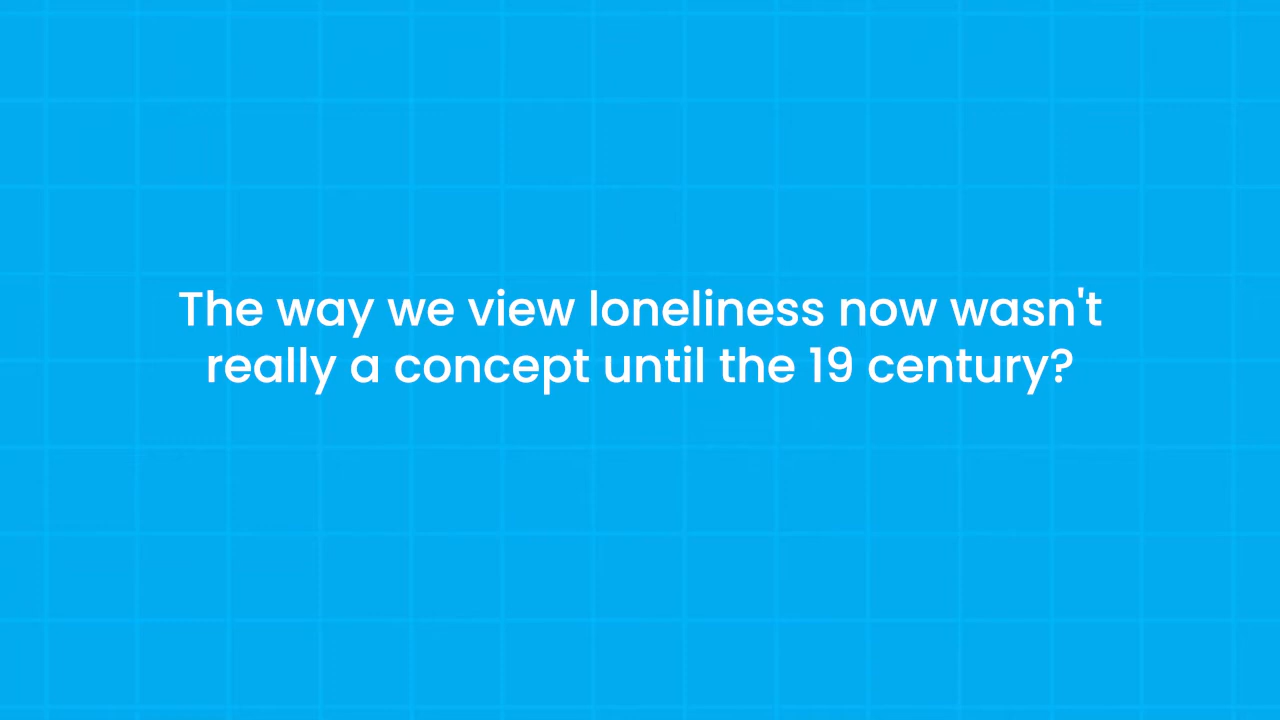 The way we view loneliness now wasn't
really a concept until the 19 century?